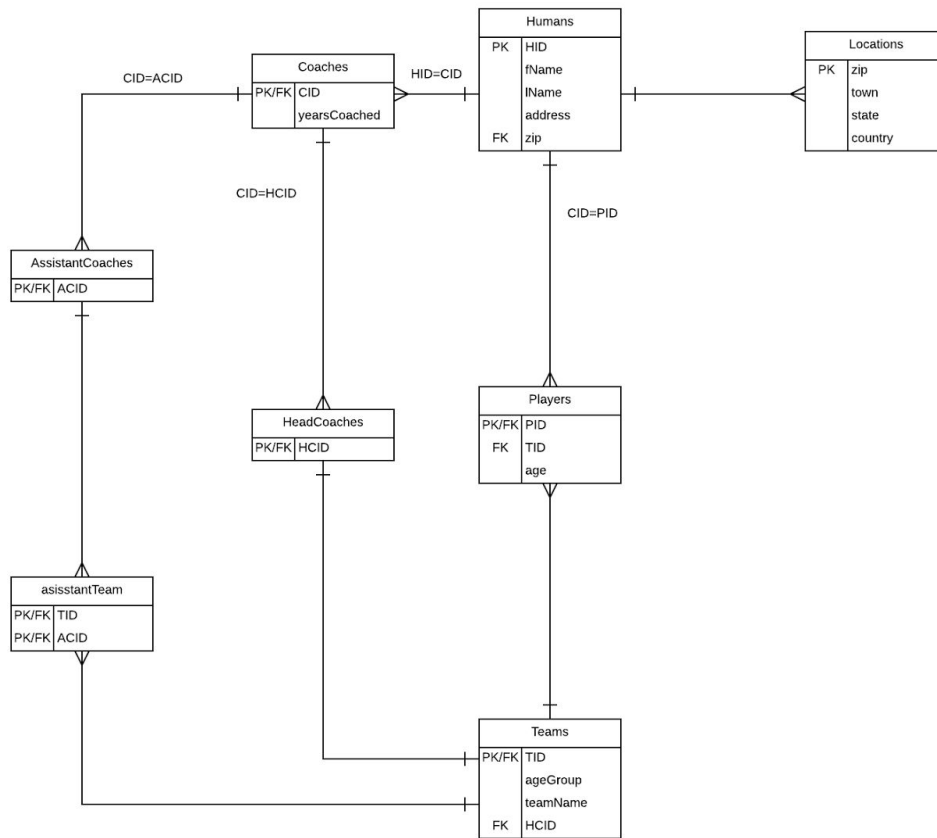 Humans
PK HID
fName
lName
address
FK zip
Locations
PK zip
town
state
country
Coaches
PK/FK CID
yearsCoached
CID=ACID
HID=CID
CID=HCID
CID=PID
AssistantCoaches
PK/FK ACID
HeadCoaches
PK/FK HCID
Players
PK/FK PID
FK TID
age
asisstantTeam
PK/FK TID
PK/FK ACID
Teams
PK/FK TID
ageGroup
teamName
FK HCID